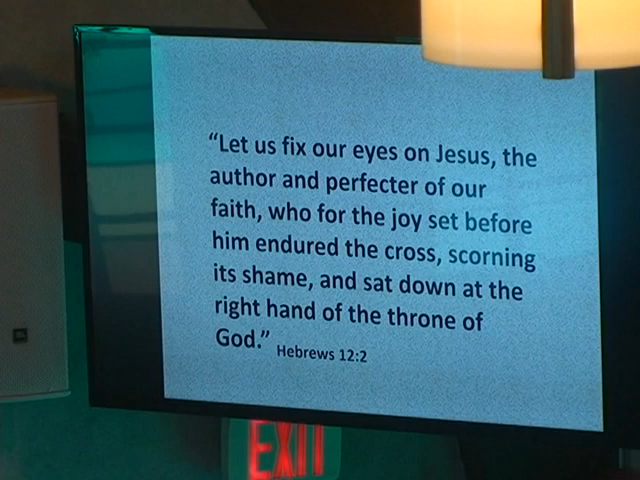 “Let us fix our eyes on Jesus, the
author and perfecter of our
faith, who for the joy set before
him endured the cross, scorning
its shame, and sat down at the
right hand of the throne of
God.” Hebrews 12:2
EXIT